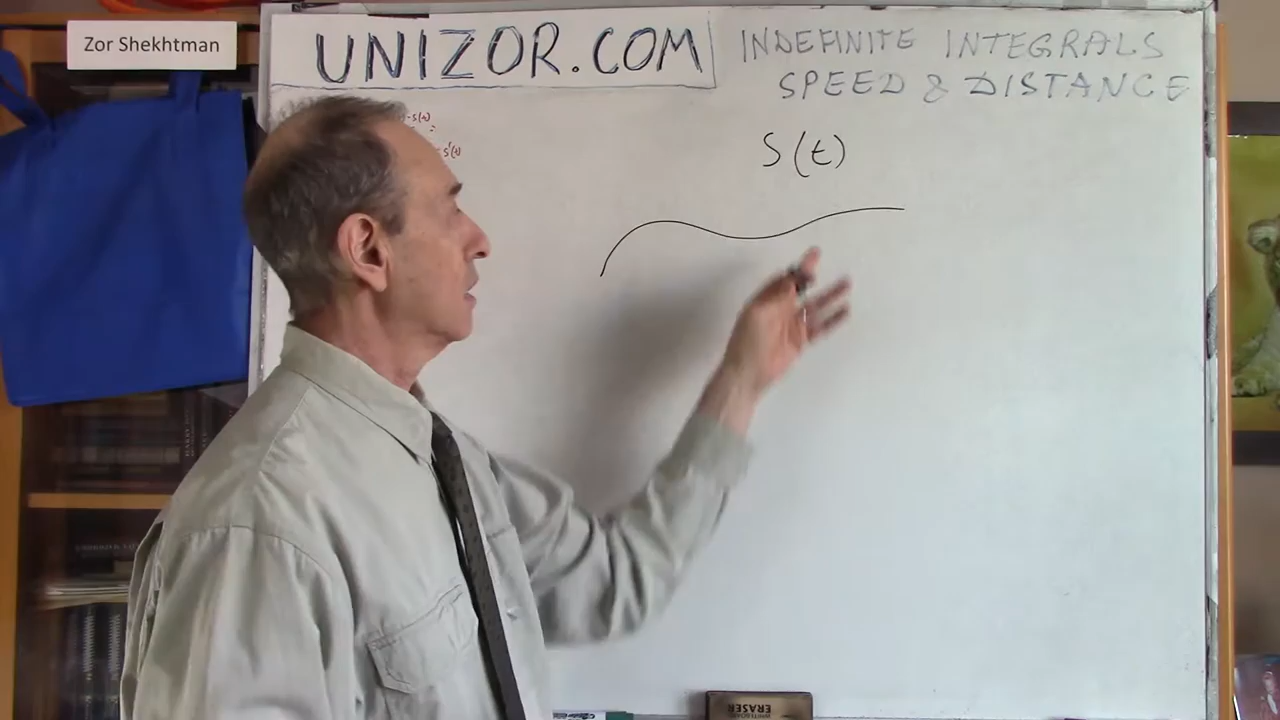 Zor Shekhtman
UNIZOR.COM
INDEFINITE INTEGRALS
SPEED & DISTANCE
S(t)
ERASER